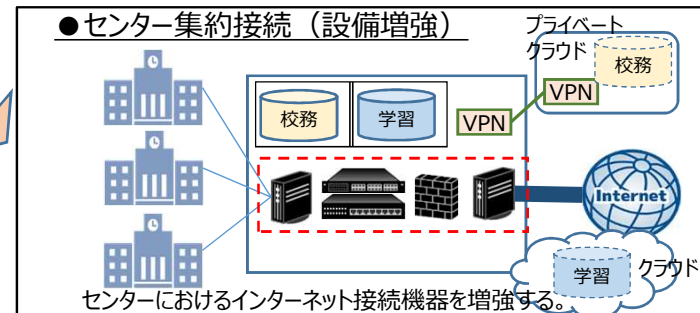 ●センター集約接続（設備増強）
プライベート
クラウド
校務
校務
学習
VPN
VPN
Internet
学習
クラウド
センターにおけるインターネット接続機器を増強する。